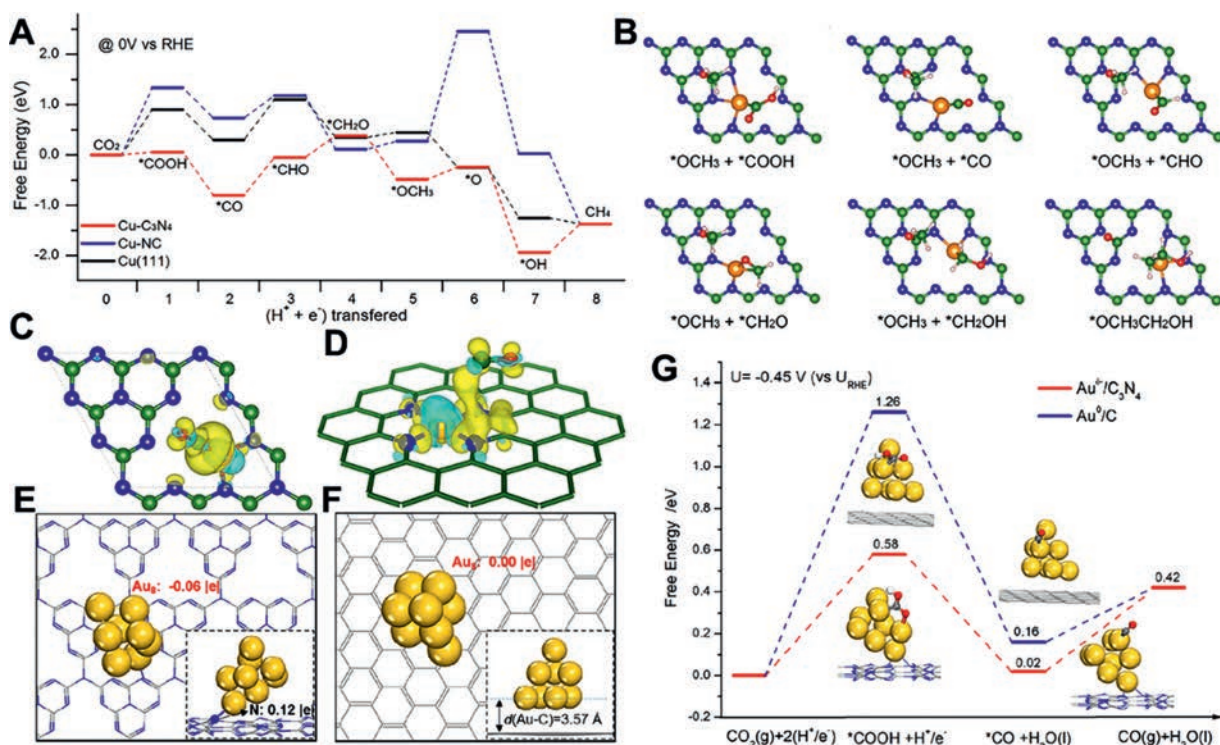 A
@ 0V vs RHE
Free Energy (eV)
2.0
1.0
0.0
-1.0
-2.0
CO₂
*COOH
*CO
*CHO
*CH₂O
*OCH₃
*O
*OH
CH₄
Cu-C₃N₄
Cu-NC
Cu(111)
0 1 2 3 4 5 6 7 8
(H⁺ + e⁻) transfered
B
*OCH₃ + *COOH
*OCH₃ + *CO
*OCH₃ + *CHO
*OCH₃ + *CH₂O
*OCH₃ + *CH₂OH
*OCH₃CH₂OH
C
D
E
-0.06 |e|
N: 0.12 |e|
F
0.00 |e|
d(Au-C)=3.57 Å
G
U= -0.45 V (vs U_RHE)
Au⁰/C
Free Energy /eV
1.4
1.2
1.0
0.8
0.6
0.4
0.2
0.0
-0.2
1.26
0.58
0.16
0.02
0.42
CO₂(g)+2(H⁺/e⁻)
*COOH +H⁺/e⁻
*CO +H₂O(l)
CO(g)+H₂O(l)